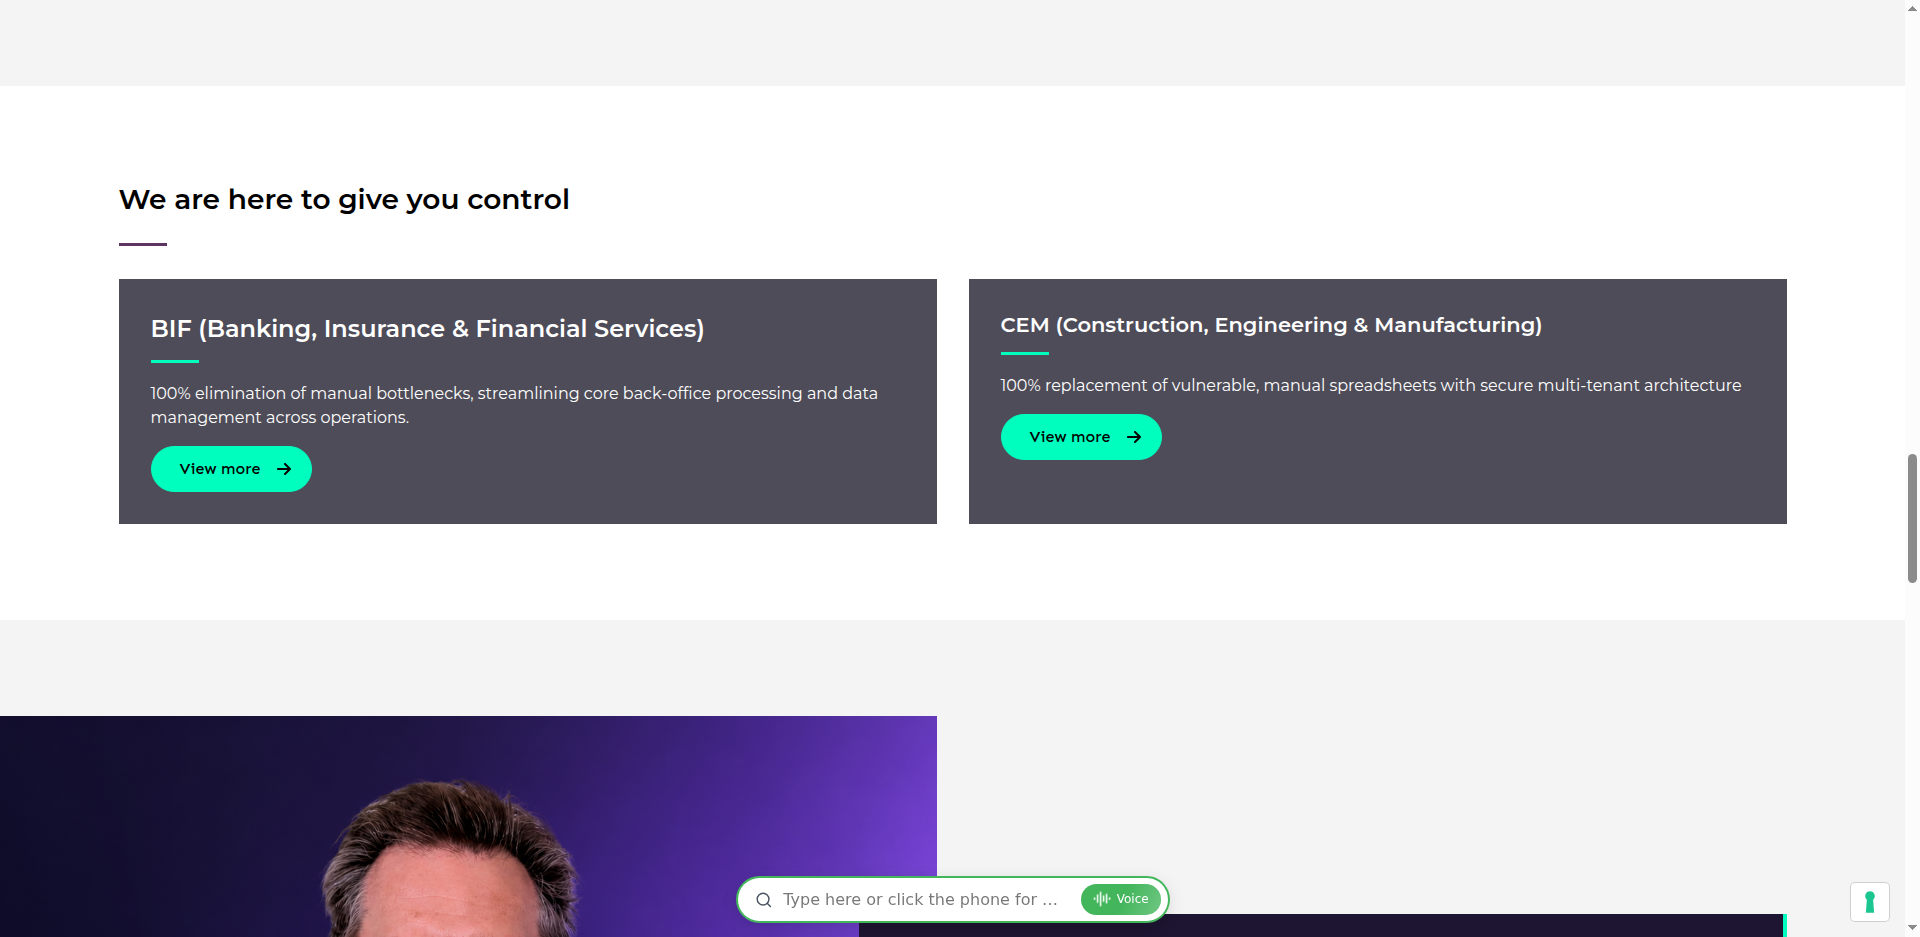 We are here to give you control
BIF (Banking, Insurance & Financial Services)
100% elimination of manual bottlenecks, streamlining core back-office processing and data
management across operations.
View more
CEM (Construction, Engineering & Manufacturing)
100% replacement of vulnerable, manual spreadsheets with secure multi-tenant architecture
View more
Type here or click the phone for ...
Voice